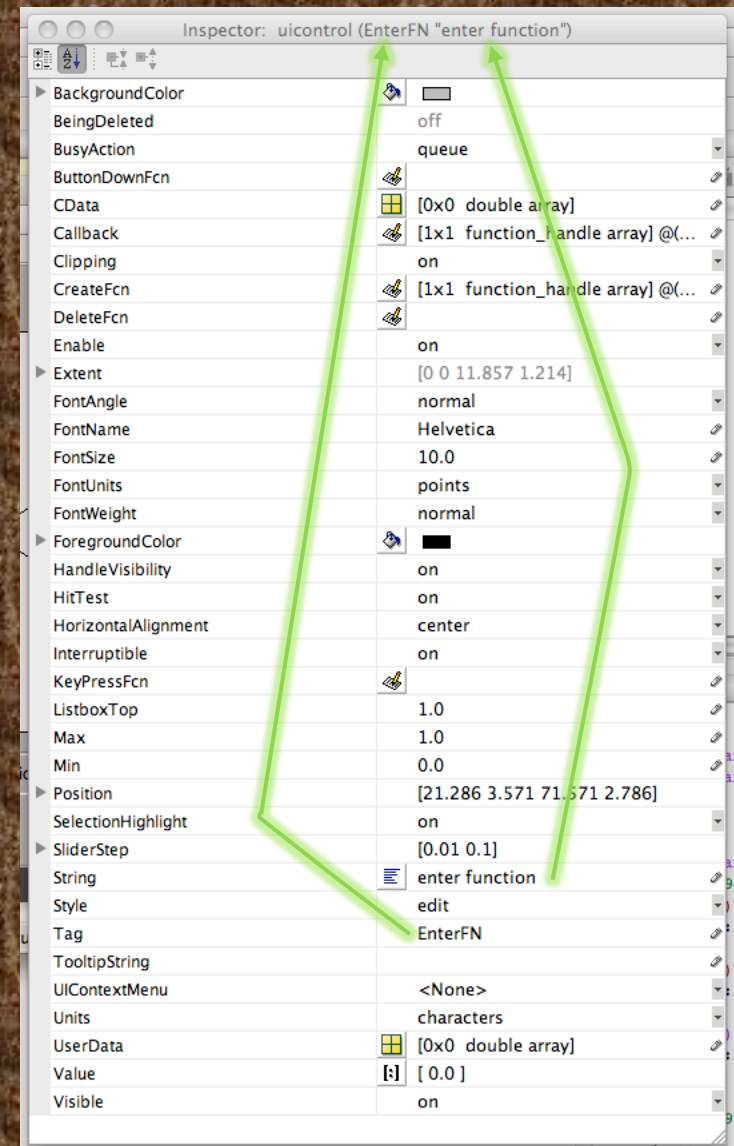 Inspector: uicontrol (EnterFN "enter function")
BackgroundColor
BeingDeleted off
BusyAction queue
ButtonDownFcn
CData [0x0 double array]
Callback [1x1 function_handle array] @(...
Clipping on
CreateFcn [1x1 function_handle array] @(...
DeleteFcn
Enable on
Extent [0 0 11.857 1.214]
FontAngle normal
FontName Helvetica
FontSize 10.0
FontUnits points
FontWeight normal
ForegroundColor
HandleVisibility on
HitTest on
HorizontalAlignment center
Interruptible on
KeyPressFcn
ListboxTop 1.0
Max 1.0
Min 0.0
Position [21.286 3.571 71.571 2.786]
SelectionHighlight on
SliderStep [0.01 0.1]
String enter function
Style edit
Tag EnterFN
TooltipString
UIContextMenu <None>
Units characters
UserData [0x0 double array]
Value [ 0.0 ]
Visible on